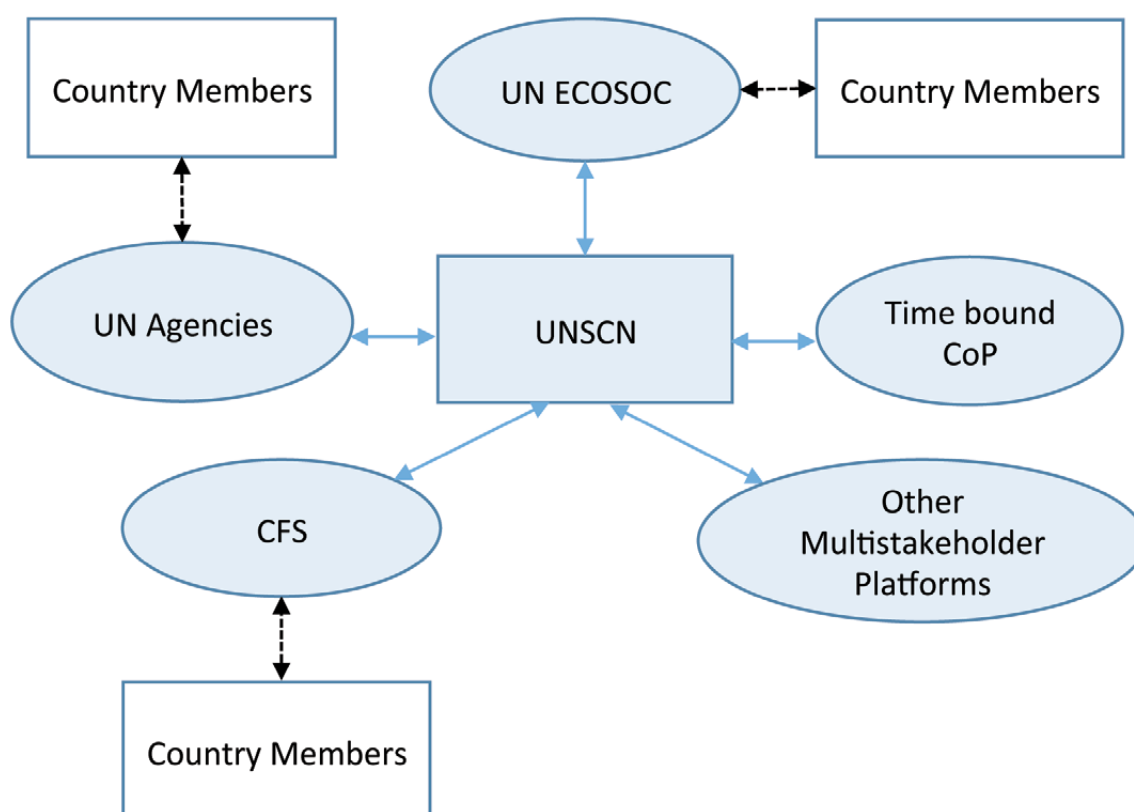 Country Members
UN ECOSOC
Country Members
UN Agencies
UNSCN
Time bound
CoP
CFS
Other
Multistakeholder
Platforms
Country Members